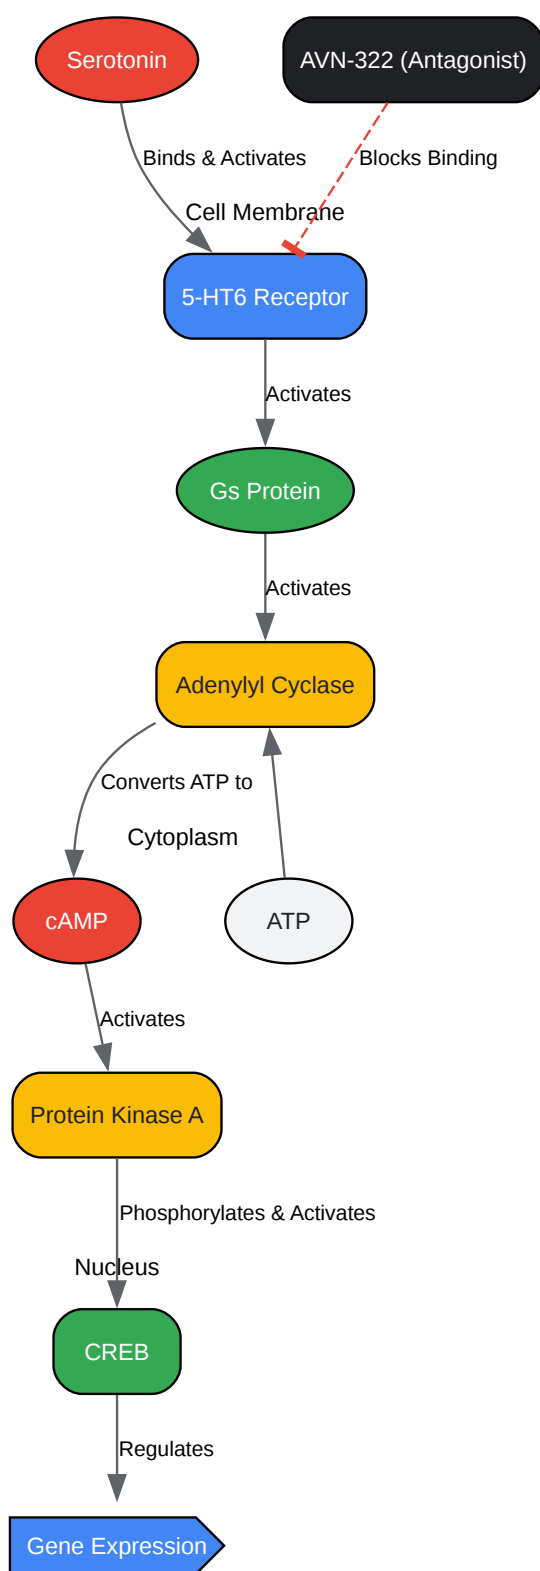 Serotonin
AVN-322 (Antagonist)
Binds & Activates
Blocks Binding
Cell Membrane
5-HT6 Receptor
Activates
Gs Protein
Activates
Adenylyl Cyclase
Converts ATP to
Cytoplasm
cAMP
ATP
Activates
Protein Kinase A
Phosphorylates & Activates
Nucleus
CREB
Regulates
Gene Expression